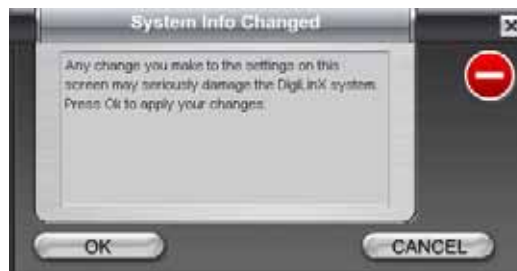 System Info Changed
Any change you make to the settings on this
screen may seriously damage the DigiLinX system.
Press Ok to apply your changes.
OK
CANCEL